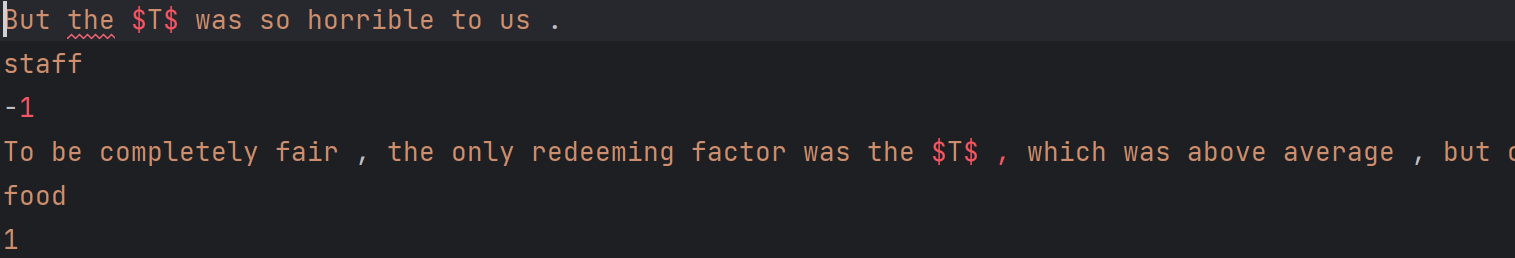 But the $T$ was so horrible to us .
staff
-1
To be completely fair , the only redeeming factor was the $T$ , which was above average , but
food
1